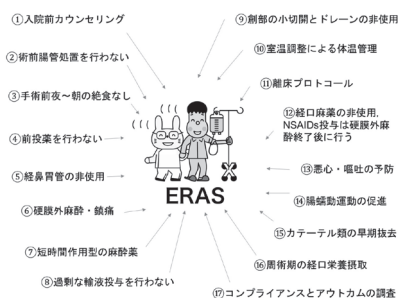 ①入院前カウンセリング
②術前腸管処置を行わない
③手術前夜〜朝の絶食なし
④前投薬を行わない
⑤経鼻胃管の非使用
⑥硬膜外麻酔・鎮痛
⑦短時間作用型の麻酔薬
⑧過剰な輸液投与を行わない
⑨創部の小切開とドレーンの非使用
⑩室温調整による体温管理
⑪離床プロトコール
⑫経口麻薬の非使用,
NSAIDs投与は硬膜外麻
酔終了後に行う
⑬悪心・嘔吐の予防
⑭腸蠕動運動の促進
⑮カテーテル類の早期抜去
⑯周術期の経口栄養摂取
⑰コンプライアンスとアウトカムの調査
ERAS